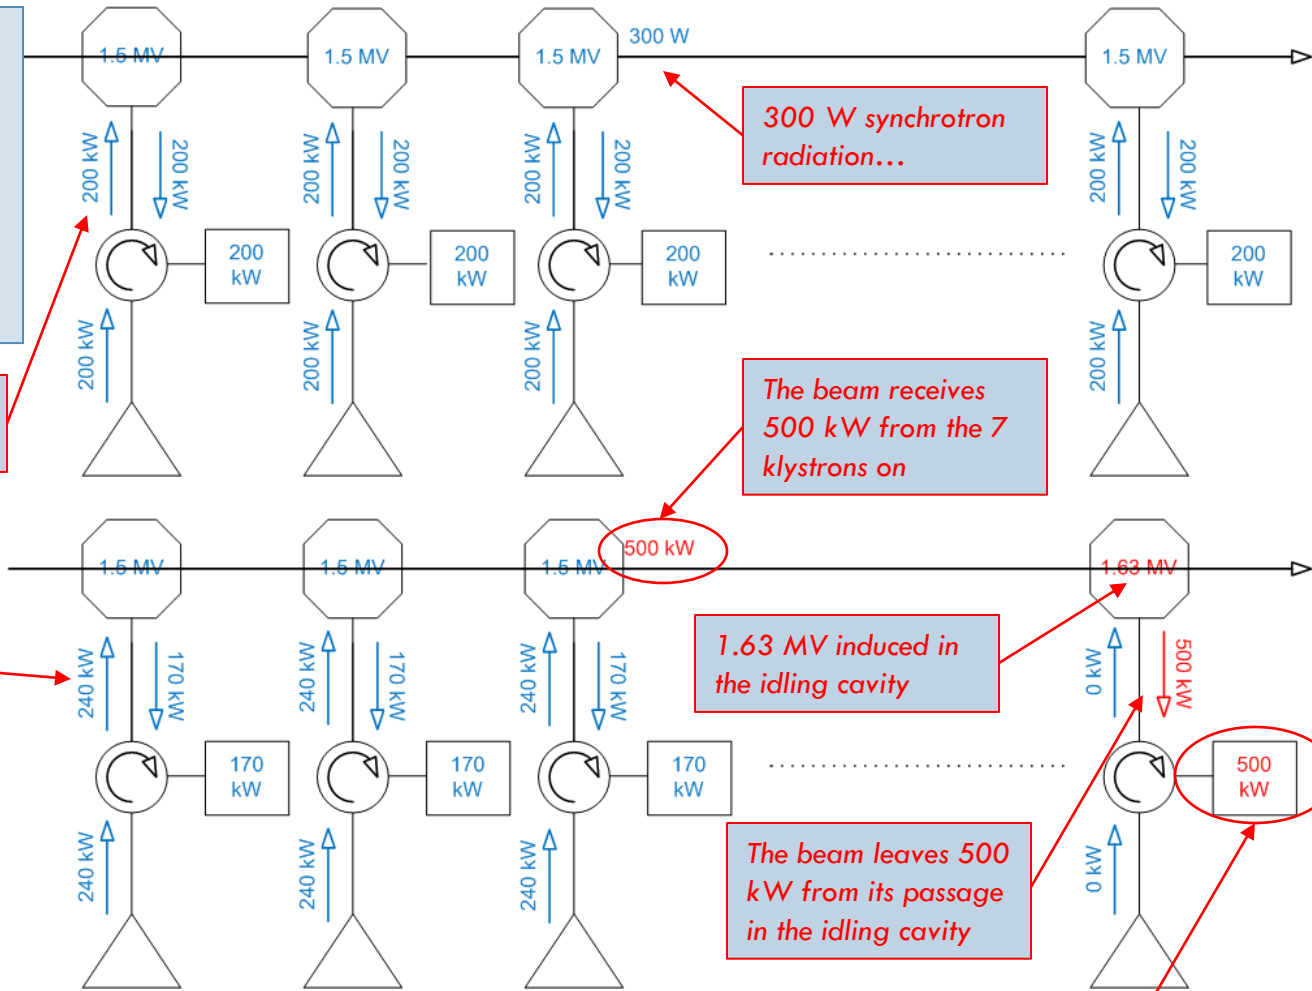 1.5 MV
1.5 MV
1.5 MV
300 W
1.5 MV
300 W synchrotron
radiation...
200 kW
200 kW
200 kW
200 kW
200 kW
200 kW
200 kW
200 kW
200
kW
200
kW
200
kW
200
kW
200 kW
200 kW
200 kW
200 kW
The beam receives
500 kW from the 7
klystrons on
1.5 MV
1.5 MV
1.5 MV
500 kW
1.63 MV
1.63 MV induced in
the idling cavity
240 kW
170 kW
240 kW
170 kW
240 kW
170 kW
0 kW
500 kW
170
kW
170
kW
170
kW
500
kW
240 kW
240 kW
240 kW
0 kW
The beam leaves 500
kW from its passage
in the idling cavity